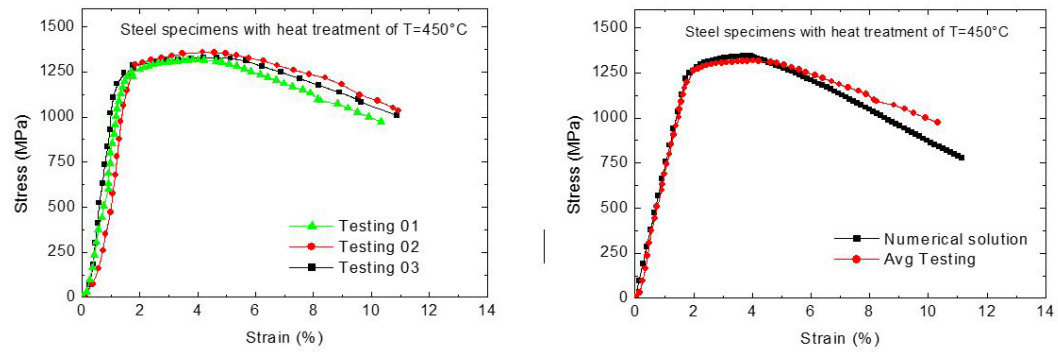 Steel specimens with heat treatment of T=450°C
Stress (MPa)
1500
1250
1000
750
500
250
0
Testing 01
Testing 02
Testing 03
0 2 4 6 8 10 12 14
Strain (%)
Steel specimens with heat treatment of T=450°C
Stress (MPa)
1500
1250
1000
750
500
250
0
Numerical solution
Avg Testing
0 2 4 6 8 10 12 14
Strain (%)